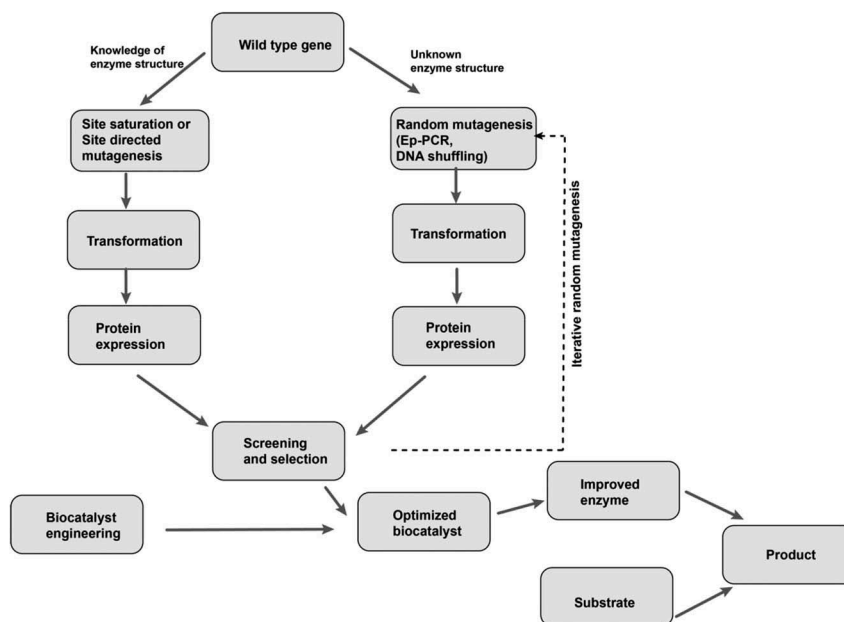 Wild type gene
Knowledge of
enzyme structure
Unknown
enzyme structure
Site saturation or
Site directed
mutagenesis
Random mutagenesis
(Ep-PCR,
DNA shuffling)
Transformation
Transformation
Iterative random mutagenesis
Protein
expression
Protein
expression
Screening
and selection
Improved
enzyme
Biocatalyst
engineering
Optimized
biocatalyst
Product
Substrate